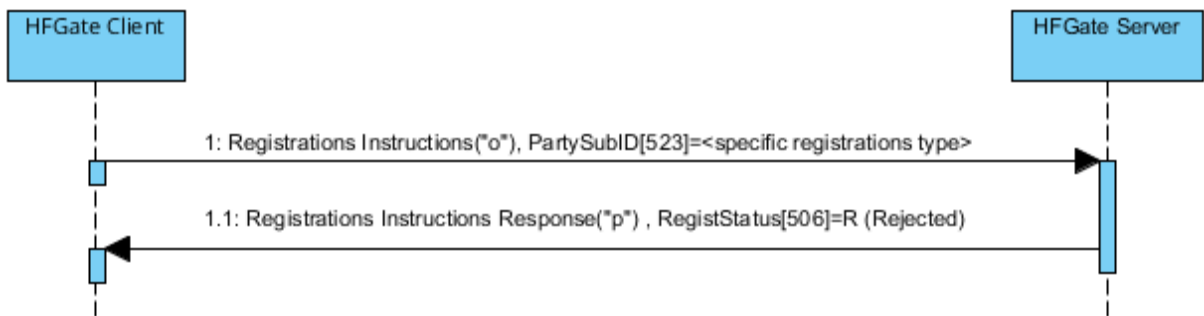 HFGate Client
HFGate Server
1: Registrations Instructions("o"), PartySubID[523]=<specific registrations type>
1.1: Registrations Instructions Response("p") , RegistStatus[506]=R (Rejected)